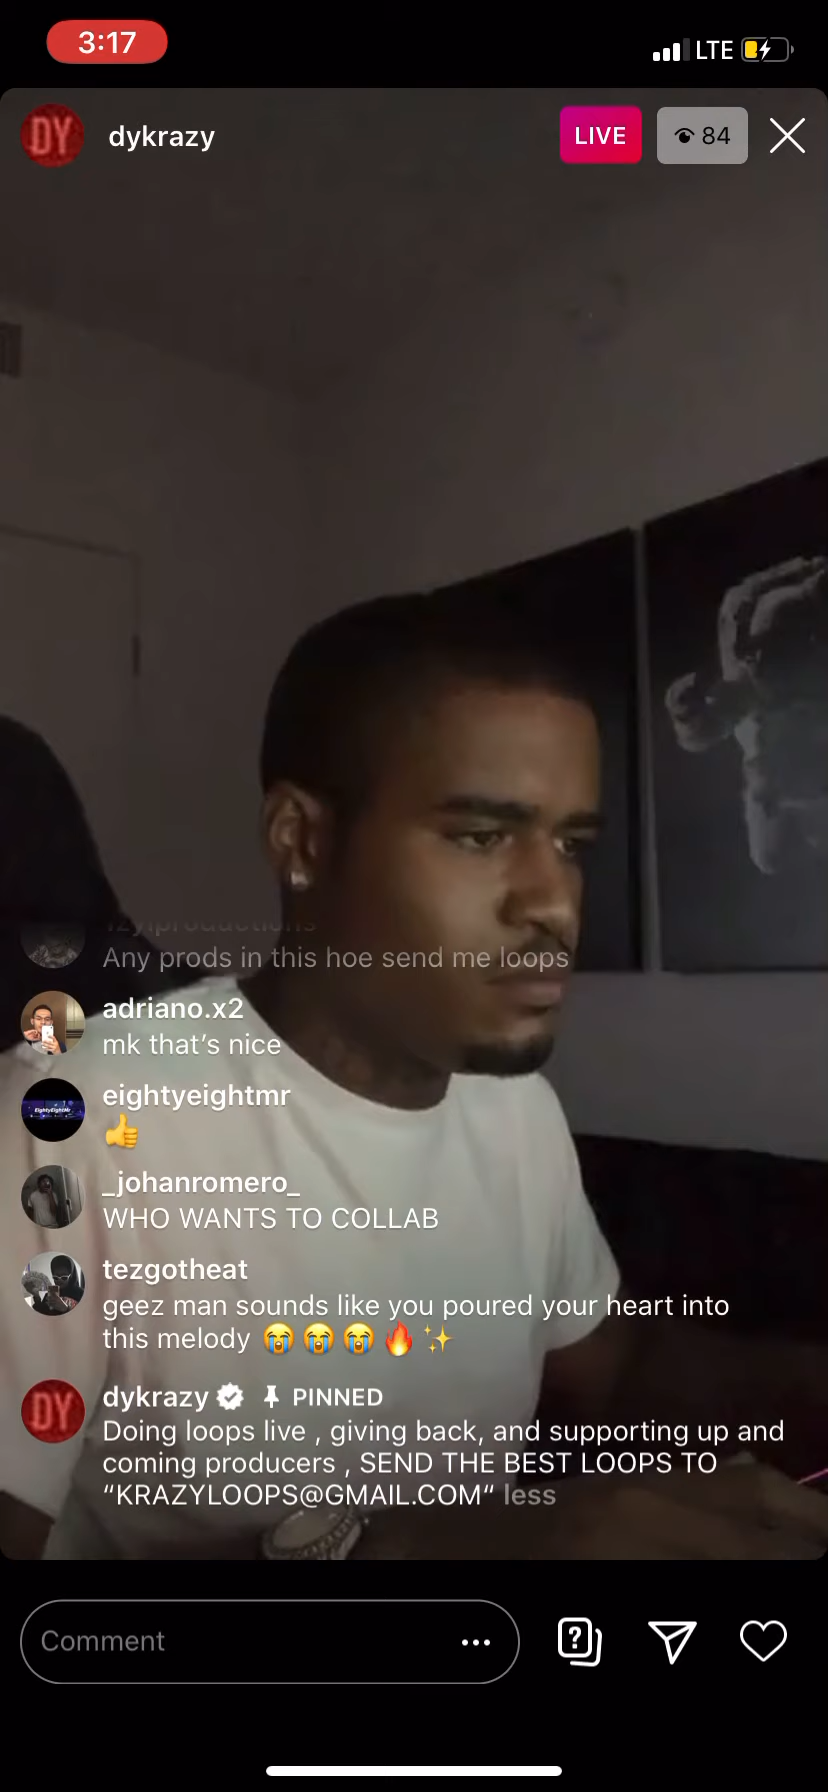 3:17
LTE
DY
dykrazy
LIVE
84
Any prods in this hoe send me loops
adriano.x2
mk that’s nice
eightyeightmr
👍
_johanromero_
WHO WANTS TO COLLAB
tezgotheat
geez man sounds like you poured your heart into
this melody 😭😭😭🔥✨
DY
dykrazy PINNED
Doing loops live , giving back, and supporting up and
coming producers , SEND THE BEST LOOPS TO
“KRAZYLOOPS@GMAIL.COM“ less
Comment